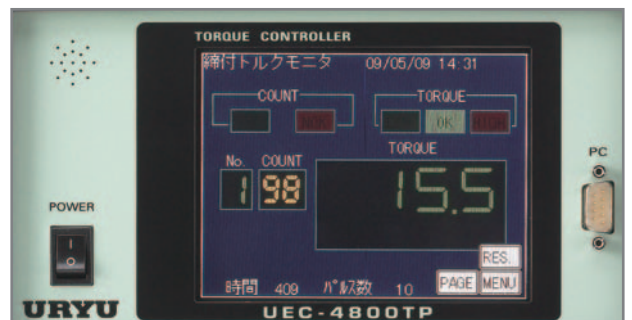 TORQUE CONTROLLER
締付トルクモニタ 09/05/09 14:31
COUNT TORQUE
OK HIGH
TORQUE
No. COUNT
1 98 15.5
PC
POWER
RES.
時間 409 パルス数 10 PAGE MENU
URYU
UEC-4800TP